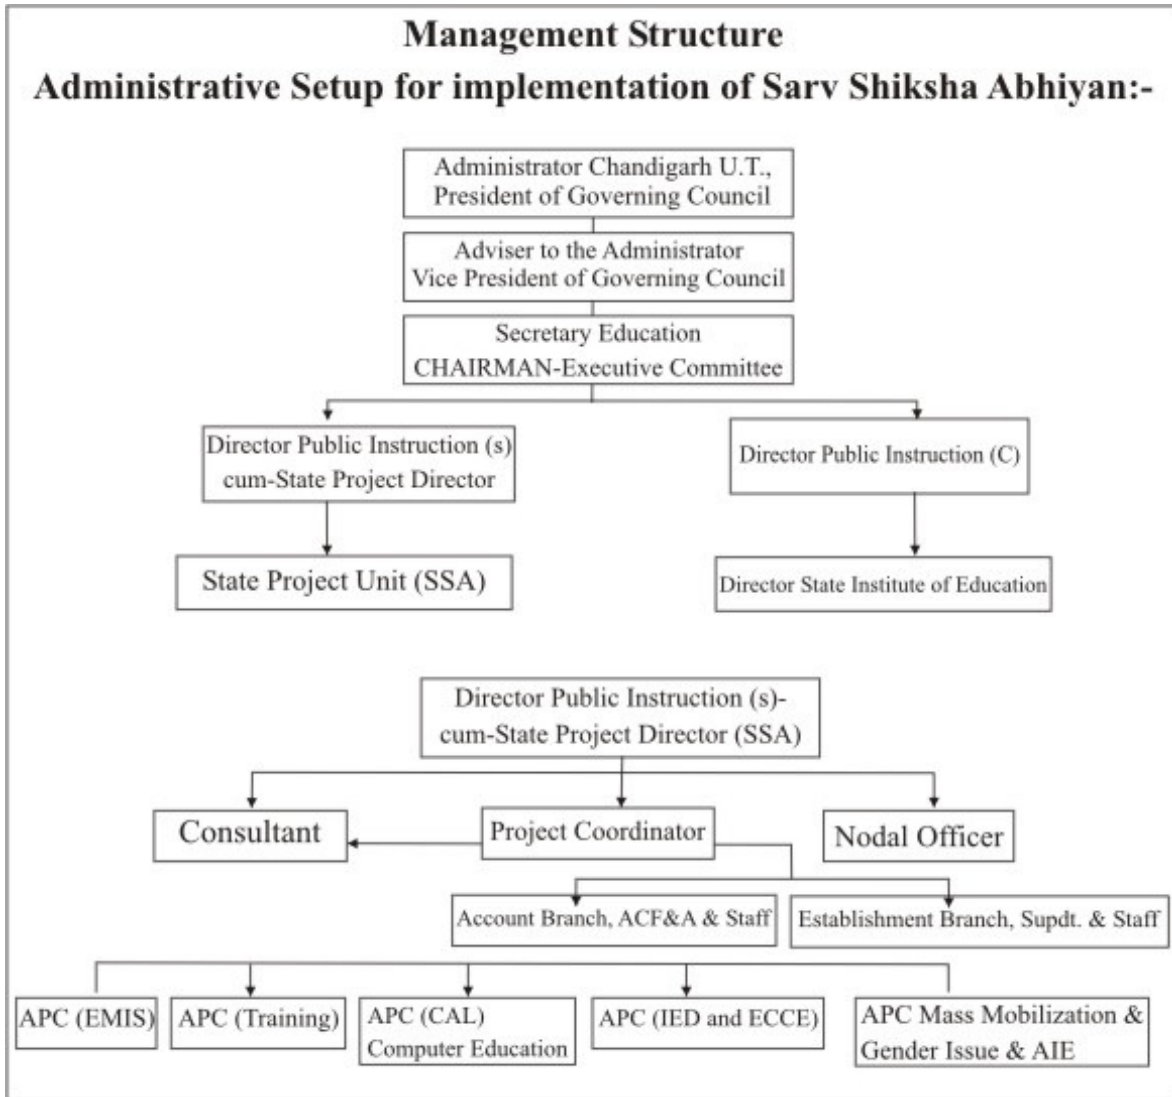 Management Structure
Administrative Setup for implementation of Sarv Shiksha Abhiyan:-
Administrator Chandigarh U.T.,
President of Governing Council
Adviser to the Administrator
Vice President of Governing Council
Secretary Education
CHAIRMAN-Executive Committee
Director Public Instruction (s)
cum-State Project Director
Director Public Instruction (C)
State Project Unit (SSA)
Director State Institute of Education
Director Public Instruction (s)-
cum-State Project Director (SSA)
Consultant
Project Coordinator
Nodal Officer
Account Branch, ACF&A & Staff
Establishment Branch, Supdt. & Staff
APC (EMIS)
APC (Training)
APC (CAL)
Computer Education
APC (IED and ECCE)
APC Mass Mobilization &
Gender Issue & AIE